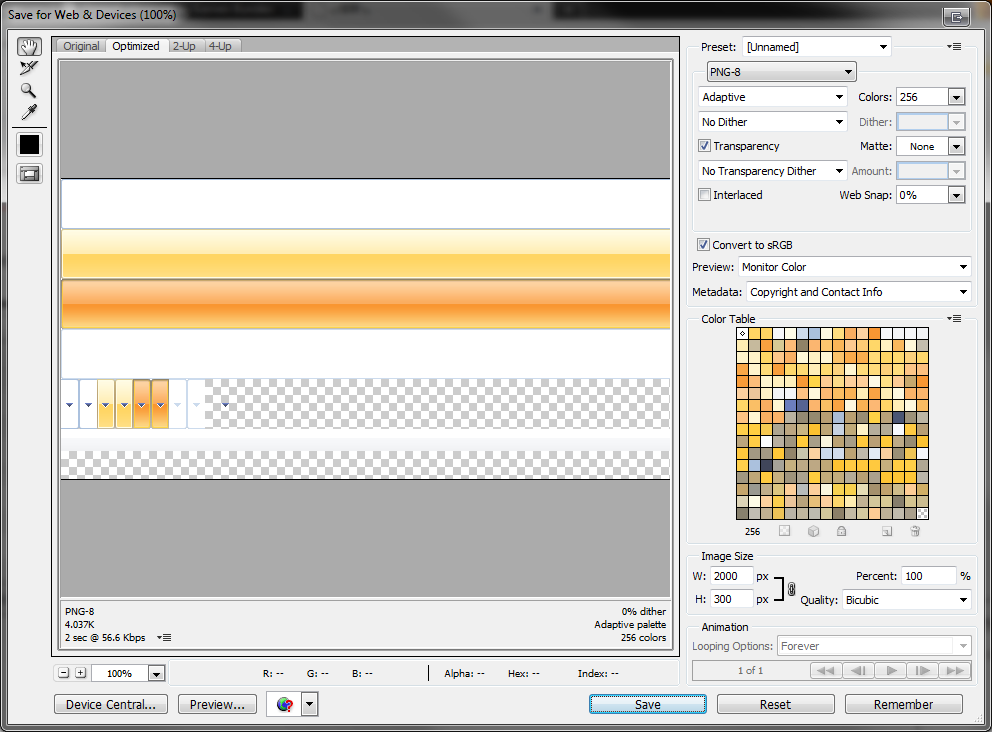 Save for Web & Devices (100%)
Original Optimized 2-Up 4-Up
Preset: [Unnamed]
PNG-8
Adaptive Colors: 256
No Dither Dither:
Transparency Matte: None
No Transparency Dither Amount:
Interlaced Web Snap: 0%
Convert to sRGB
Preview: Monitor Color
Metadata: Copyright and Contact Info
Color Table
256
Image Size
W: 2000 px Percent: 100 %
H: 300 px Quality: Bicubic
Animation
Looping Options: Forever
1 of 1
PNG-8 0% dither
4.037K Adaptive palette
2 sec @ 56.6 Kbps 256 colors
100% R: -- G: -- B: -- Alpha: -- Hex: -- Index: --
Device Central... Preview... Save Reset Remember